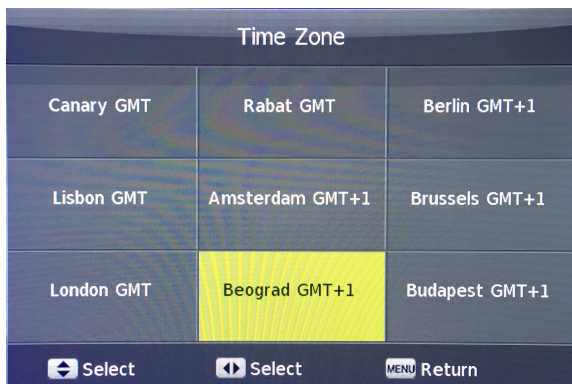 Time Zone
Canary GMT Rabat GMT Berlin GMT+1
Lisbon GMT Amsterdam GMT+1 Brussels GMT+1
London GMT Beograd GMT+1 Budapest GMT+1
Select Select MENU Return